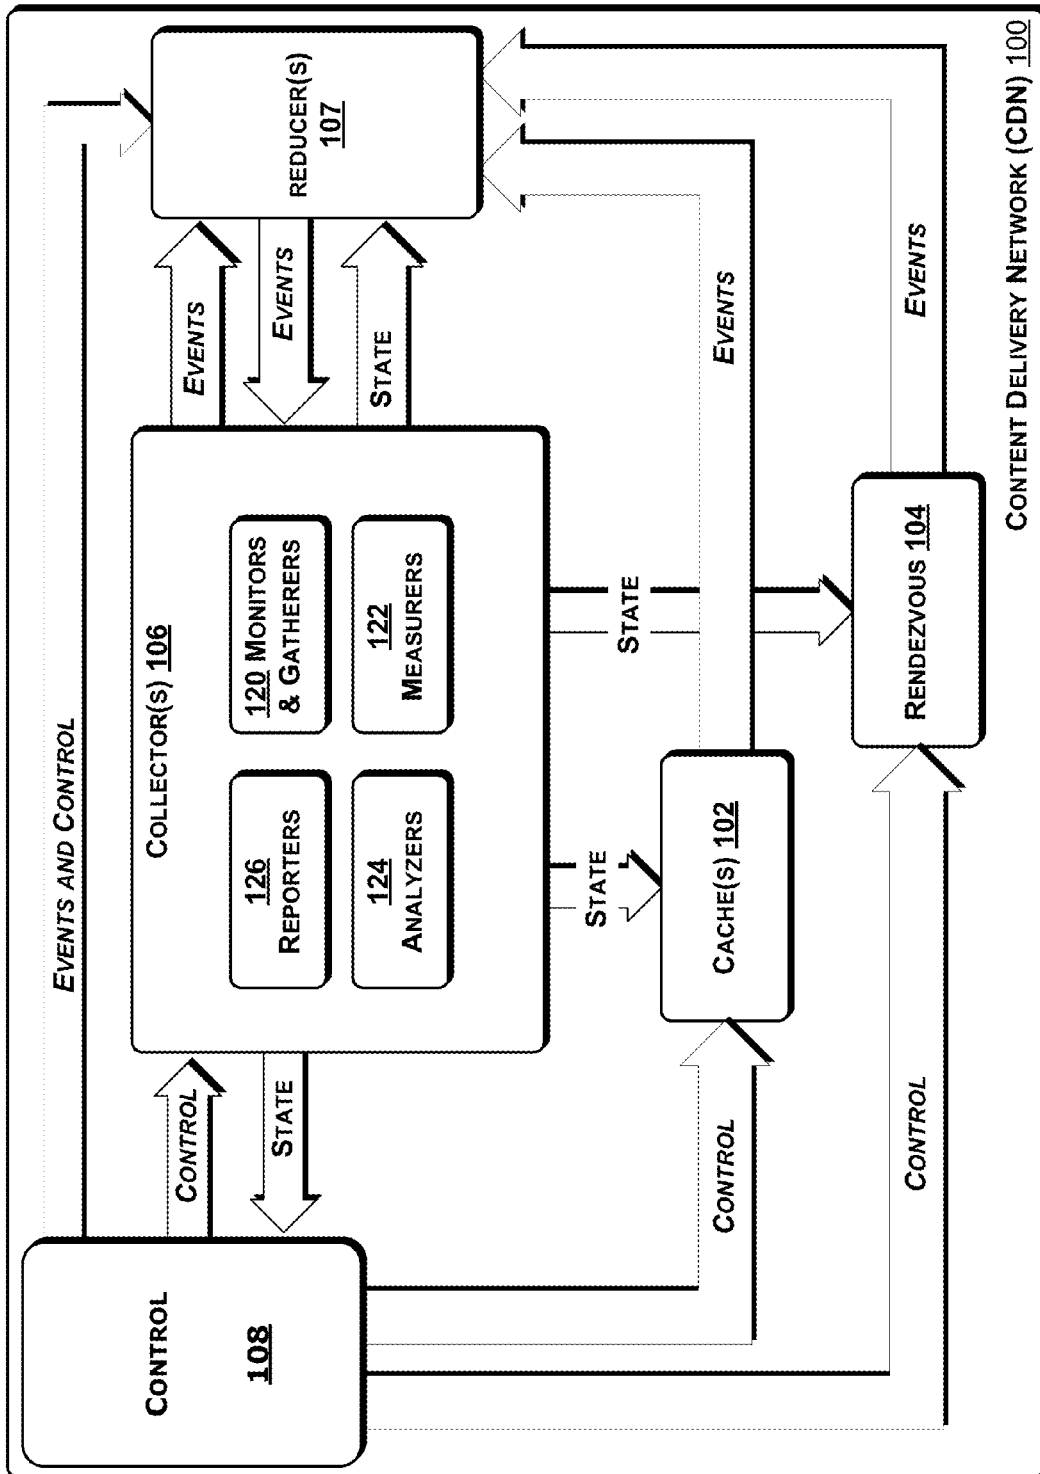 CONTROL
108
EVENTS AND CONTROL
CONTROL
STATE
COLLECTOR(S) 106
126
REPORTERS
120 MONITORS
& GATHERERS
124
ANALYZERS
122
MEASURERS
EVENTS
EVENTS
STATE
REDUCER(S)
107
STATE
STATE
CONTROL
CACHE(S) 102
EVENTS
CONTROL
RENDEZVOUS 104
EVENTS
CONTENT DELIVERY NETWORK (CDN) 100